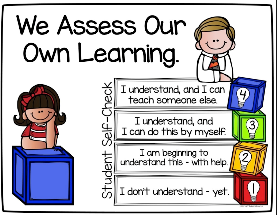 We Assess Our
Own Learning.
Student Self-Check
I understand, and I can
teach someone else.
4
I understand, and
I can do this by myself.
3
I am beginning to
understand this - with help.
2
I don't understand - yet.
1